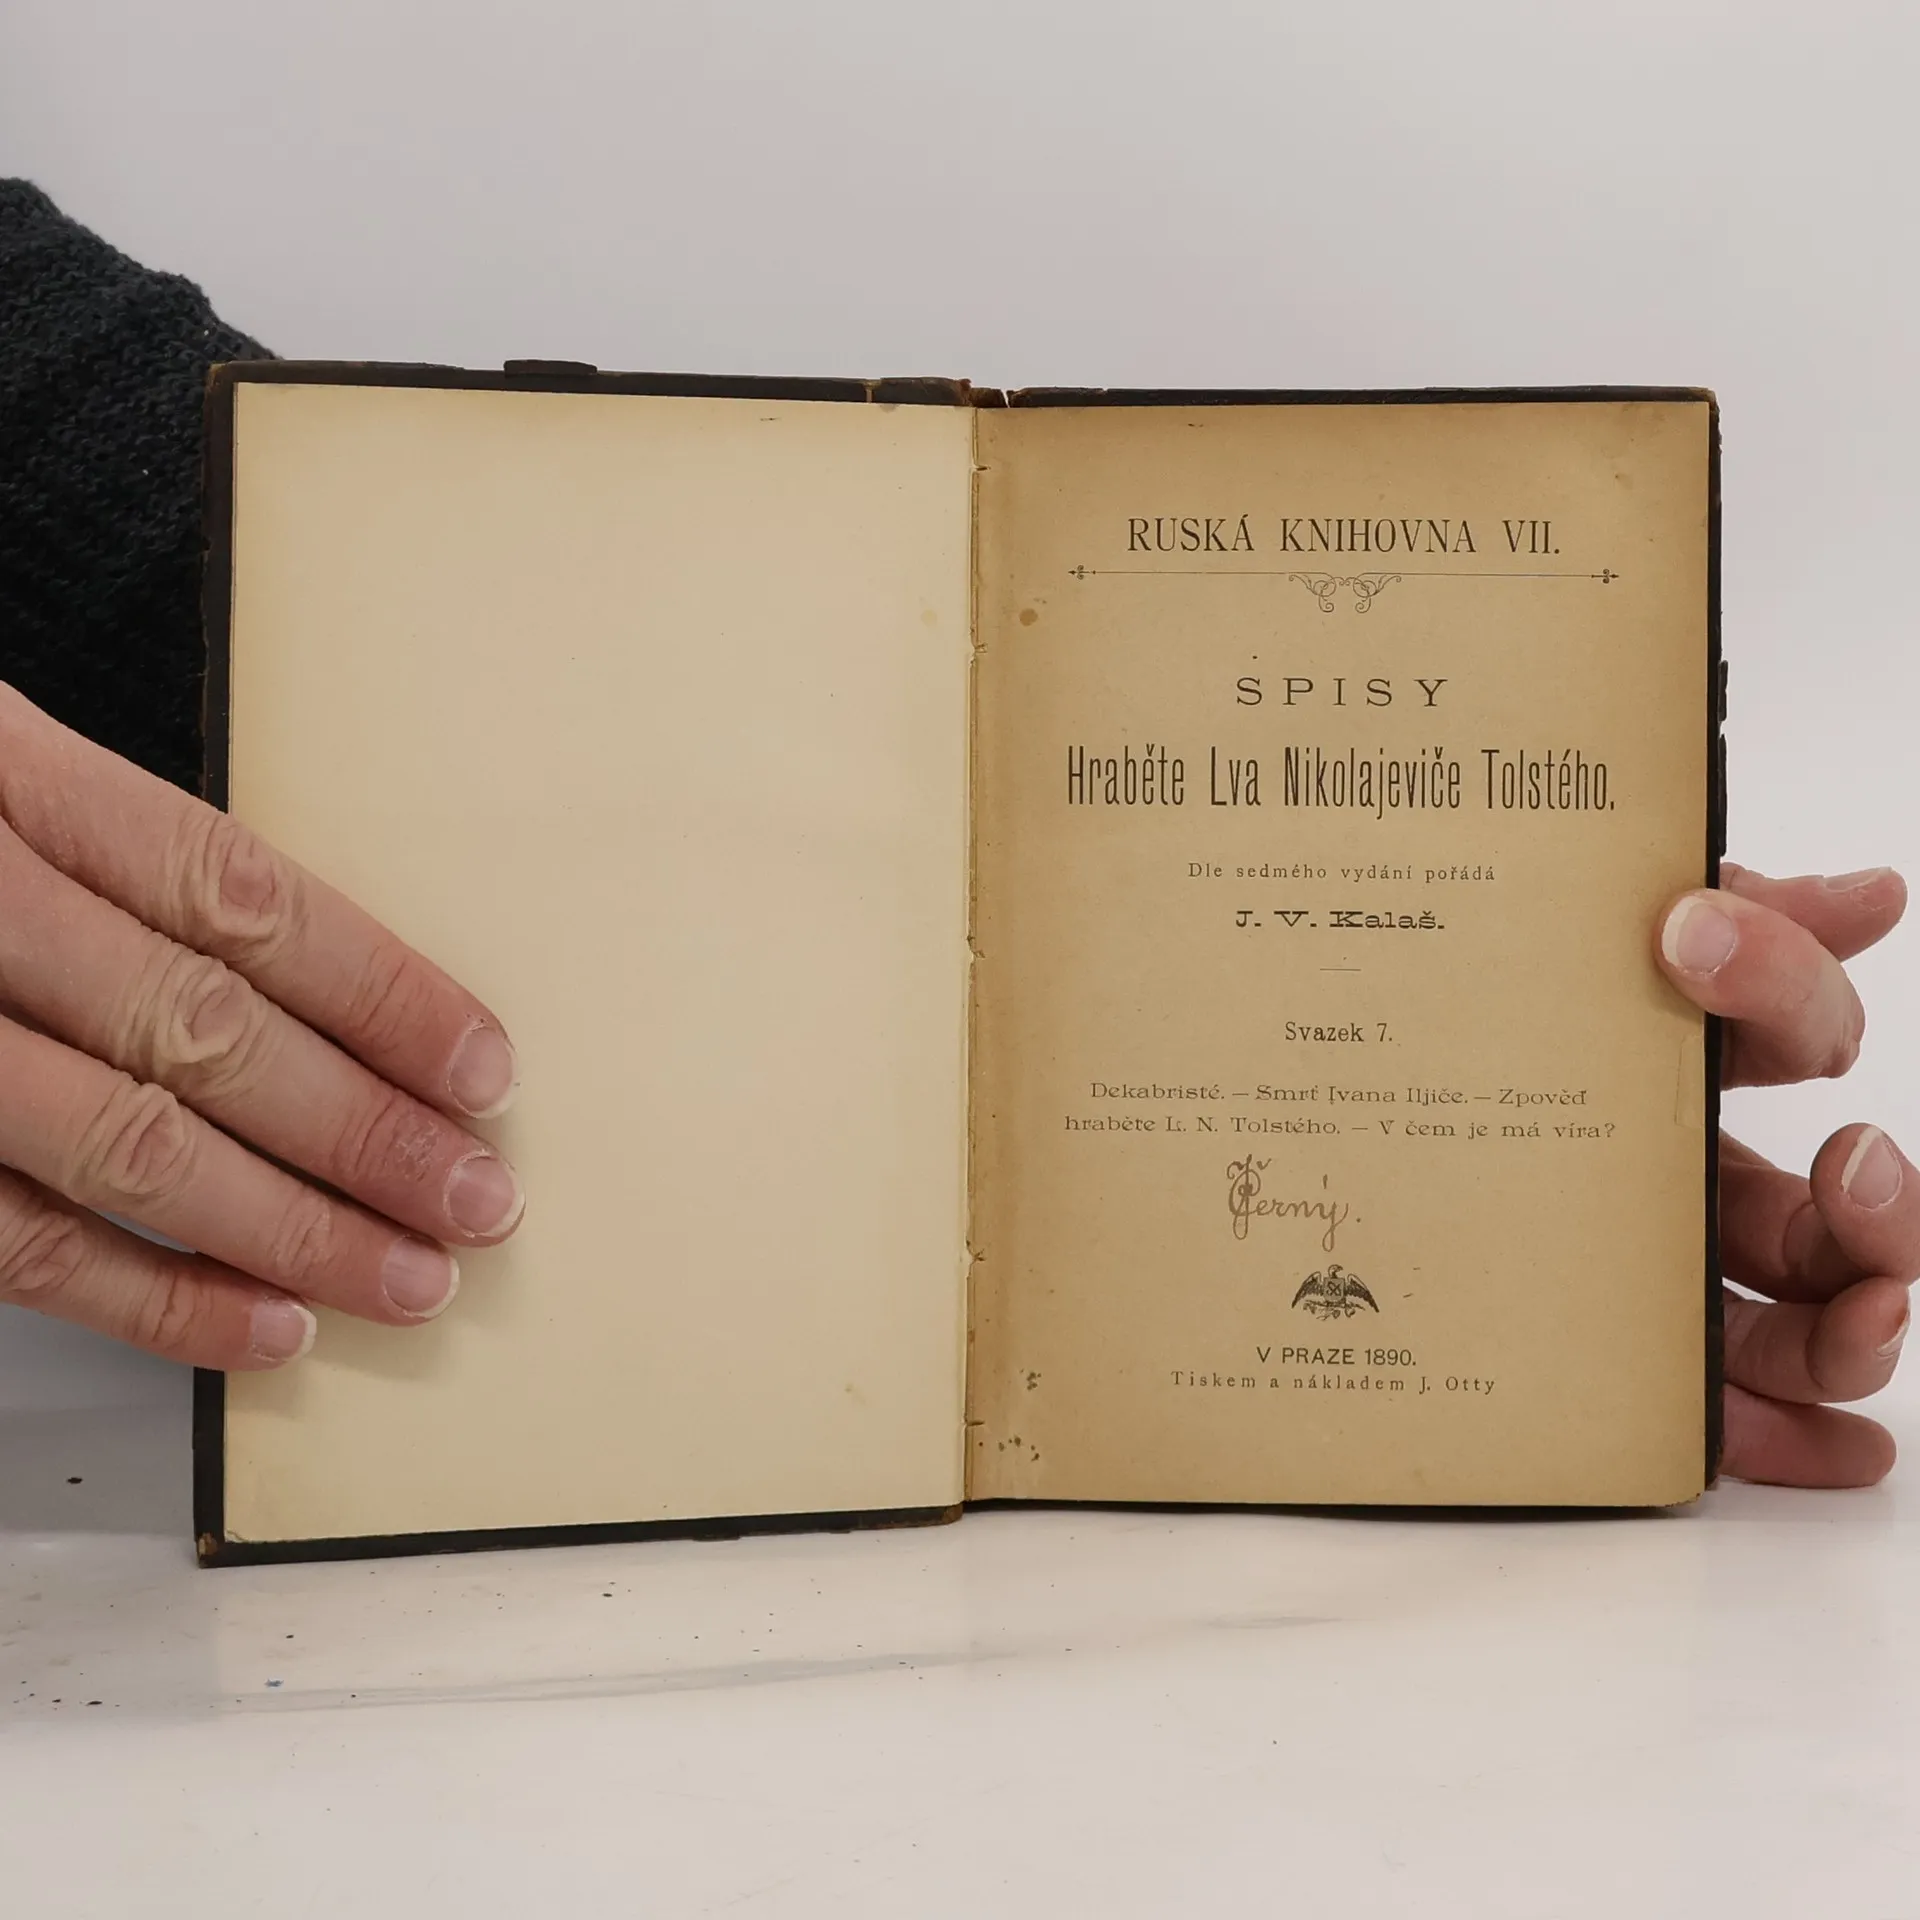 RUSKÁ KNIHOVNA VII.
SPISY
Hraběte Lva Nikolajeviče Tolstého.
Dle sedmého vydání pořádá
J. V. Kalaš.
Svazek 7.
Dekabristé. — Smrť Ivana Iljiče. — Zpověď
hraběte L. N. Tolstého. — V čem je má víra?
Černý.
V PRAZE 1890.
Tiskem a nákladem J. Otty